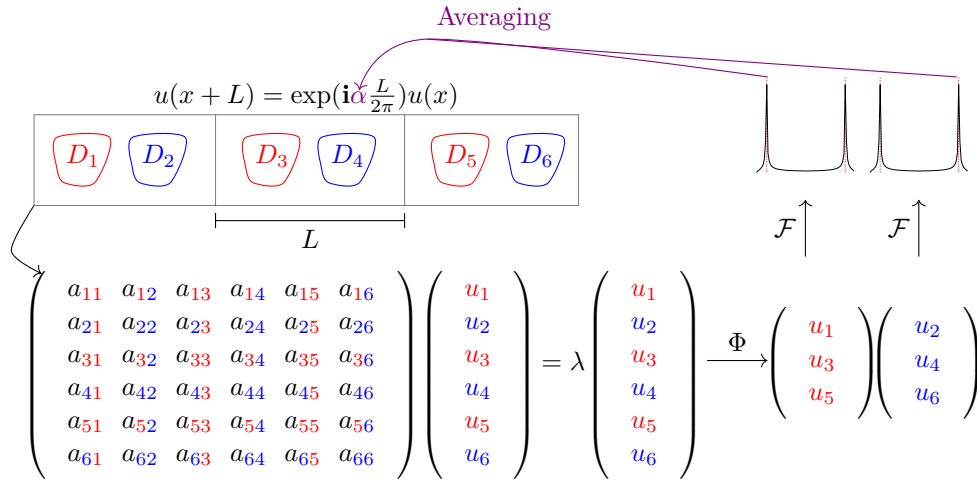 Averaging
u(x + L) = exp(iα L/2π)u(x)
D₁ D₂ D₃ D₄ D₅ D₆
L
ℱ ℱ
a₁₁ a₁₂ a₁₃ a₁₄ a₁₅ a₁₆ u₁ u₁
a₂₁ a₂₂ a₂₃ a₂₄ a₂₅ a₂₆ u₂ u₂ u₁ u₂
a₃₁ a₃₂ a₃₃ a₃₄ a₃₅ a₃₆ u₃ = λ u₃ Φ u₃ u₄
a₄₁ a₄₂ a₄₃ a₄₄ a₄₅ a₄₆ u₄ u₄ u₅ u₆
a₅₁ a₅₂ a₅₃ a₅₄ a₅₅ a₅₆ u₅ u₅
a₆₁ a₆₂ a₆₃ a₆₄ a₆₅ a₆₆ u₆ u₆